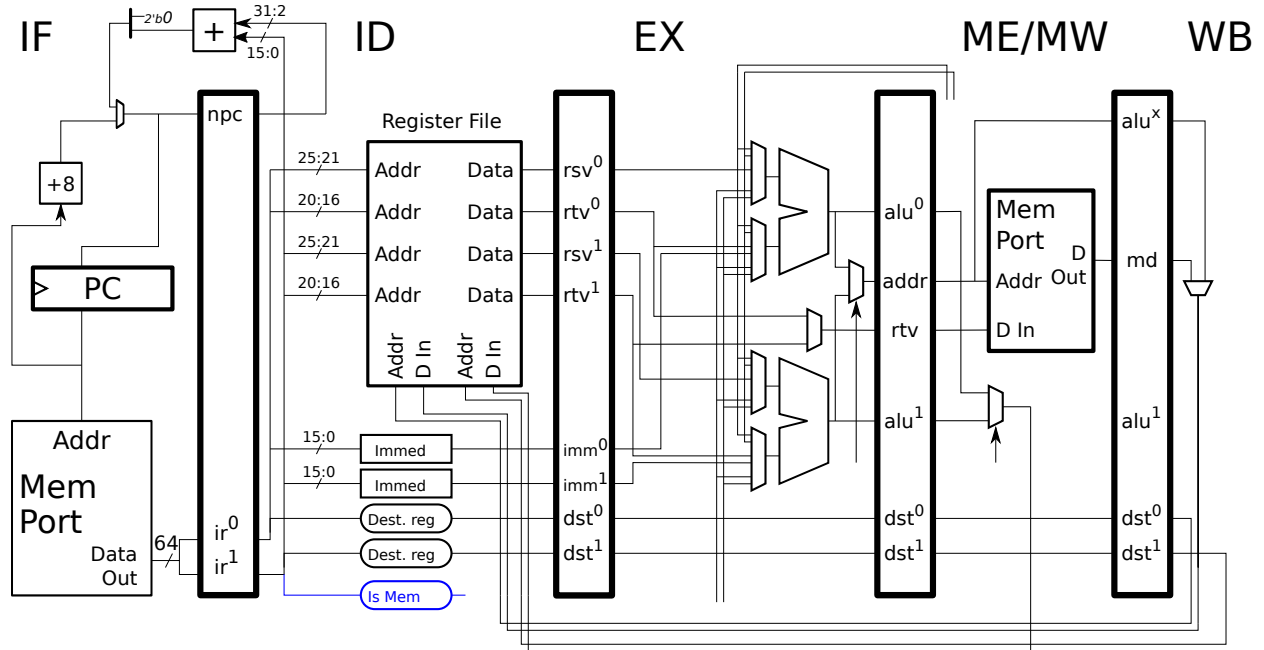 IF
ID
EX
ME/MW
WB
2'b0
+
31:2
15:0
npc
+8
PC
Addr
Mem
Port
Data
Out
64
ir0
ir1
Register File
25:21
Addr
Data
20:16
Addr
Data
25:21
Addr
Data
20:16
Addr
Data
Addr
D In
Addr
D In
15:0
Immed
15:0
Immed
Dest. reg
Dest. reg
Is Mem
rsv0
rtv0
rsv1
rtv1
imm0
imm1
dst0
dst1
alu0
addr
rtv
alu1
dst0
dst1
Mem
Port
D
Out
Addr
D In
alux
md
alu1
dst0
dst1